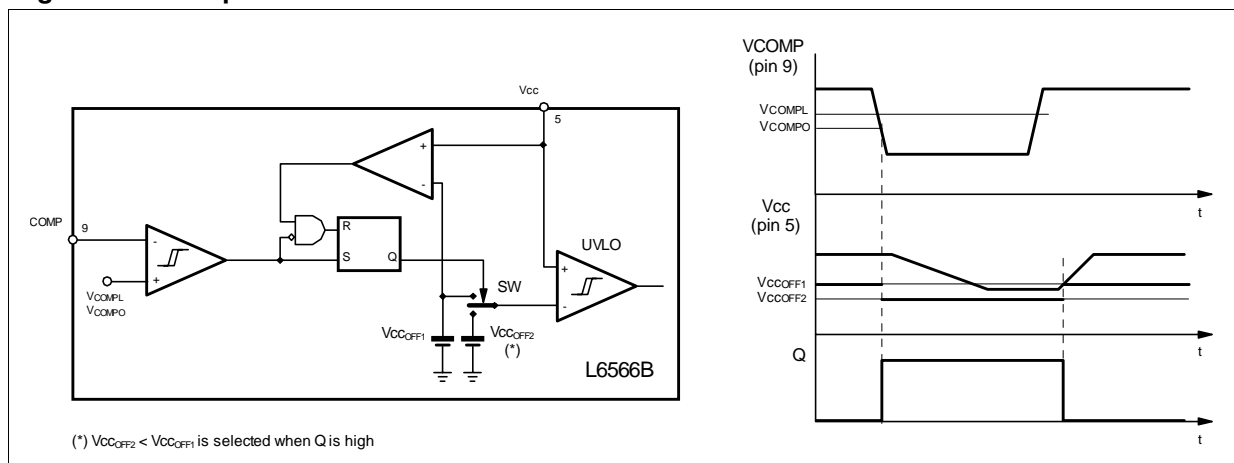 Vcc
5
COMP
9
+
-
R
S
Q
-
+
VCOMPL
VCOMPO
UVLO
+
-
SW
VccOFF1
VccOFF2
(*)
L6566B
(*) VccOFF2 < VccOFF1 is selected when Q is high
VCOMP
(pin 9)
VCOMPL
VCOMPO
t
Vcc
(pin 5)
VccOFF1
VccOFF2
t
Q
t